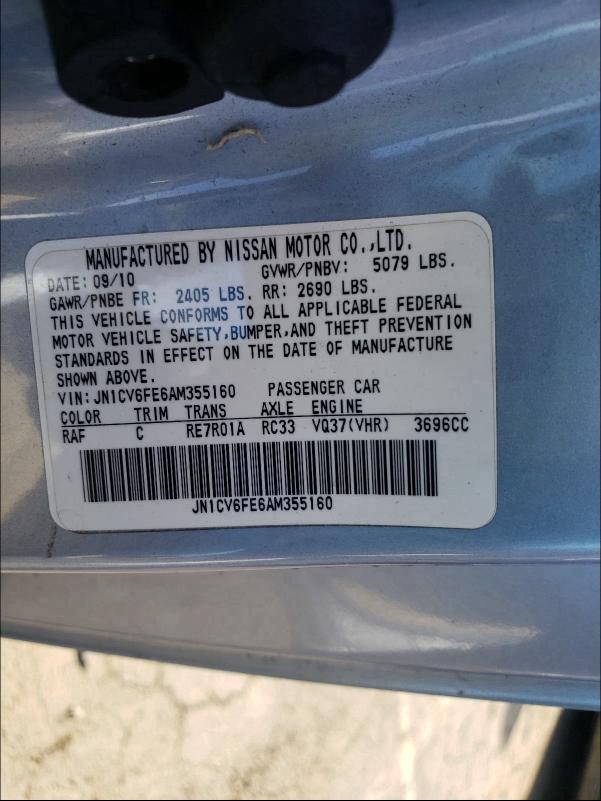 MANUFACTURED BY NISSAN MOTOR CO.,LTD.
DATE: 09/10 GVWR/PNBV: 5079 LBS.
GAWR/PNBE FR: 2405 LBS. RR: 2690 LBS.
THIS VEHICLE CONFORMS TO ALL APPLICABLE FEDERAL
MOTOR VEHICLE SAFETY,BUMPER,AND THEFT PREVENTION
STANDARDS IN EFFECT ON THE DATE OF MANUFACTURE
SHOWN ABOVE.
VIN: JN1CV6FE6AM355160 PASSENGER CAR
COLOR TRIM TRANS AXLE ENGINE
RAF C RE7R01A RC33 VQ37(VHR) 3696CC
JN1CV6FE6AM355160